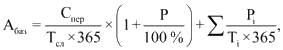 А_баз = С_пер / (Т_сл × 365) × (1 + Р / 100 %) + ∑ Р_i / (Т_i × 365),